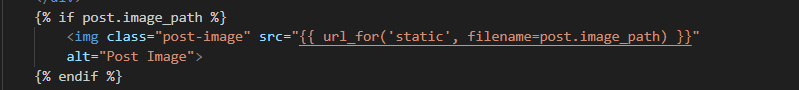 {% if post.image_path %}
<img class="post-image" src="{{ url_for('static', filename=post.image_path) }}"
alt="Post Image">
{% endif %}